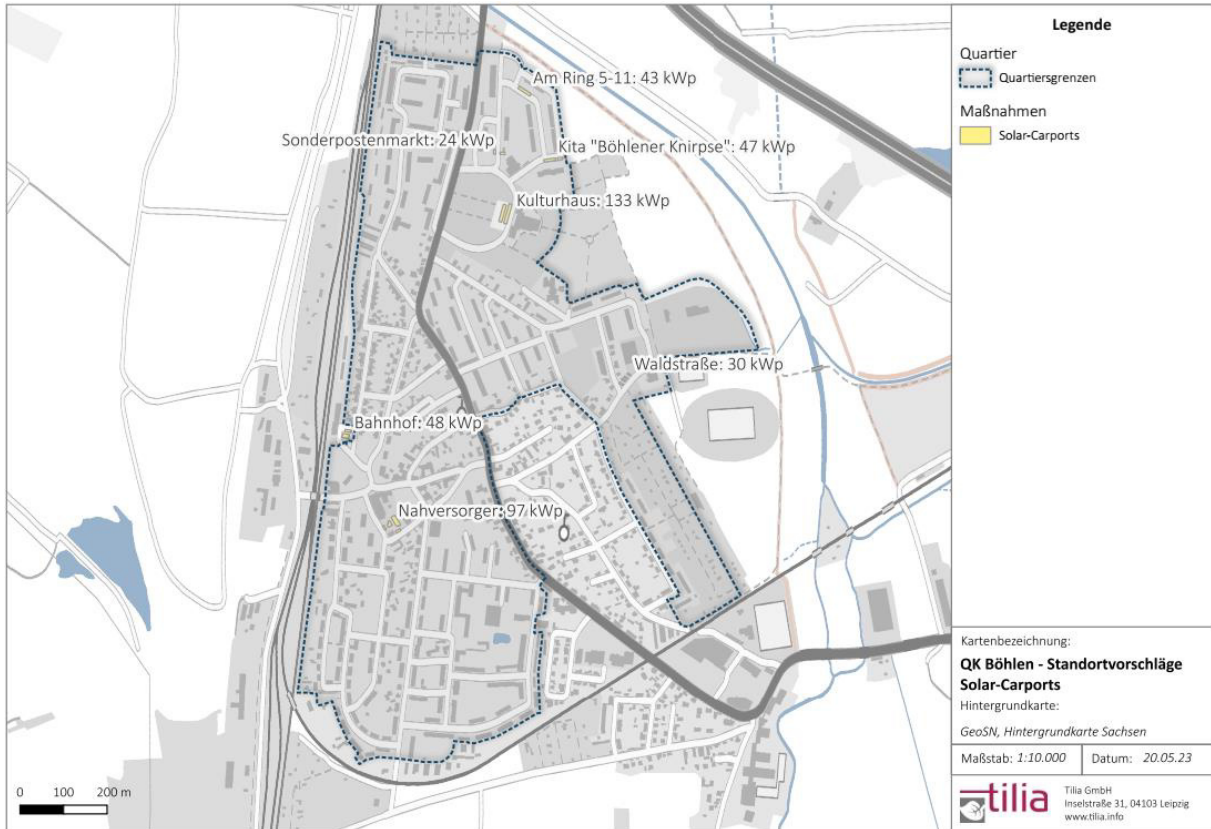 Am Ring 5-11: 43 kWp
Sonderpostenmarkt: 24 kWp
Kita "Böhlener Knirpse": 47 kWp
Kulturhaus: 133 kWp
Waldstraße: 30 kWp
Bahnhof: 48 kWp
Nahversorger: 97 kWp
0 100 200 m
Legende
Quartier
Quartiersgrenzen
Maßnahmen
Solar-Carports
Kartenbezeichnung:
QK Böhlen - Standortvorschläge
Solar-Carports
Hintergrundkarte:
GeoSN, Hintergrundkarte Sachsen
Maßstab: 1:10.000 Datum: 20.05.23
tilia
Tilia GmbH
Inselstraße 31, 04103 Leipzig
www.tilia.info